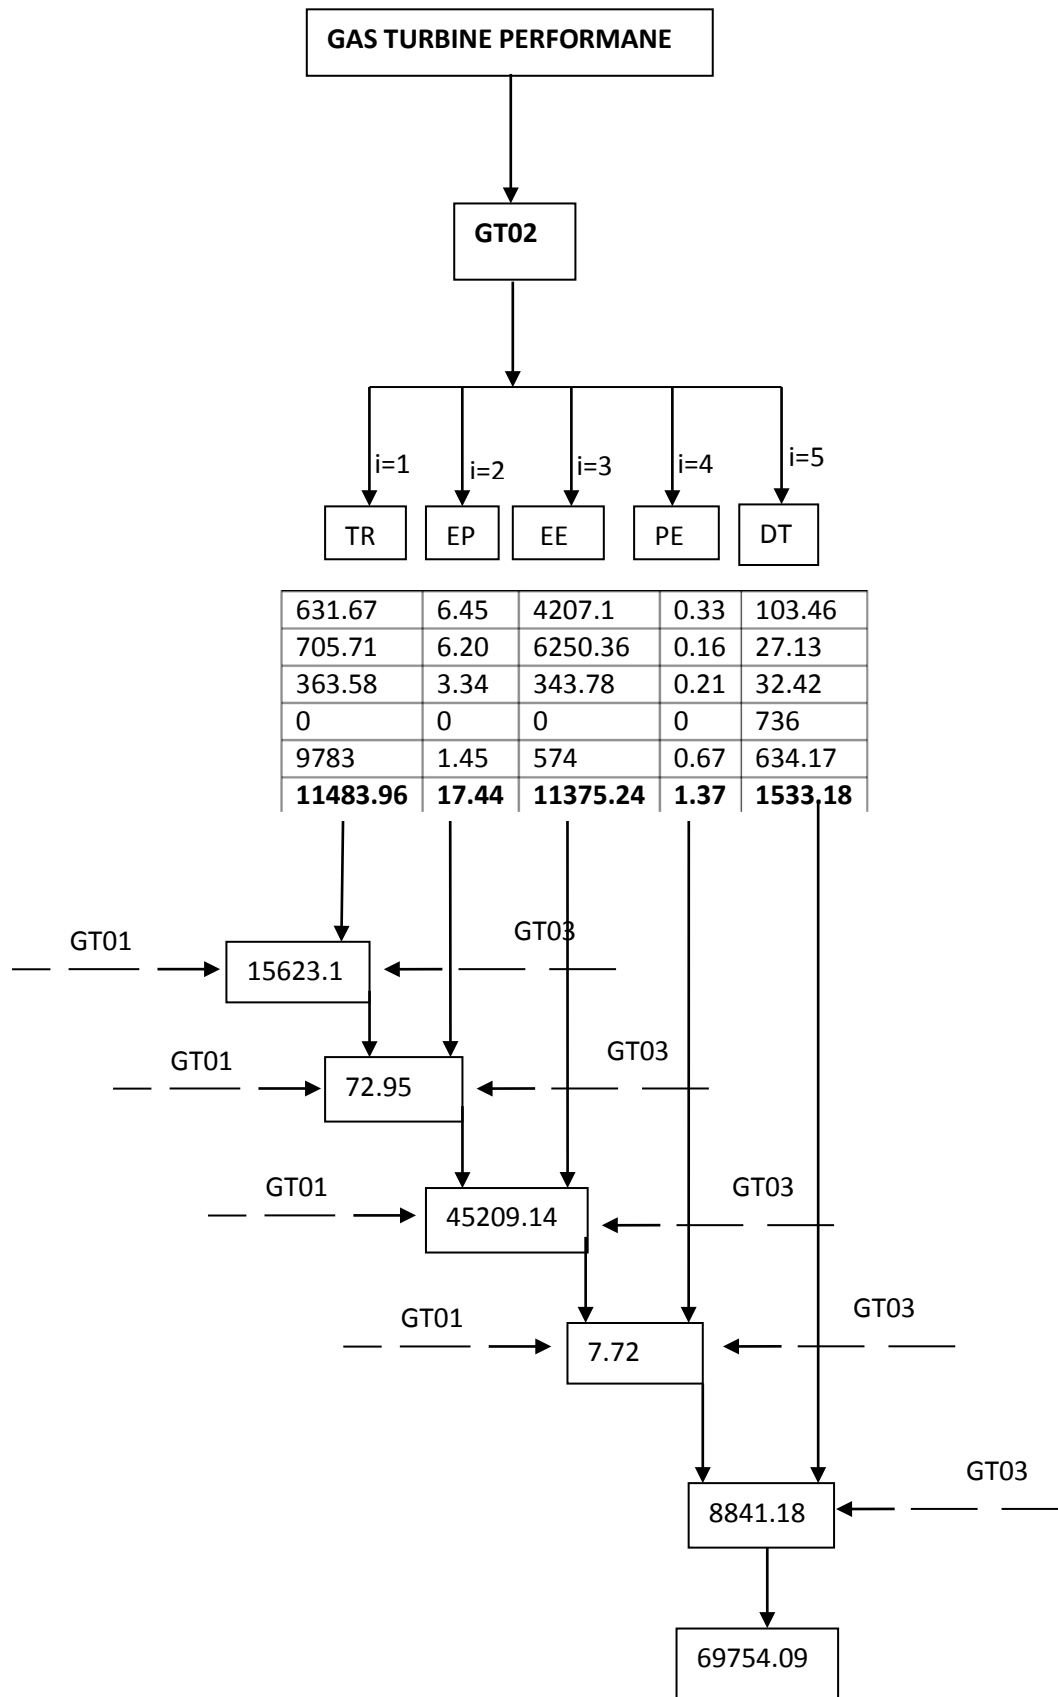 GAS TURBINE PERFORMANE
GT02
i=1 i=2 i=3 i=4 i=5
TR EP EE PE DT
631.67 6.45 4207.1 0.33 103.46
705.71 6.20 6250.36 0.16 27.13
363.58 3.34 343.78 0.21 32.42
0 0 0 0 736
9783 1.45 574 0.67 634.17
11483.96 17.44 11375.24 1.37 1533.18
GT01 GT03
15623.1
GT01 GT03
72.95
GT01 GT03
45209.14
GT01 GT03
7.72
GT03
8841.18
69754.09